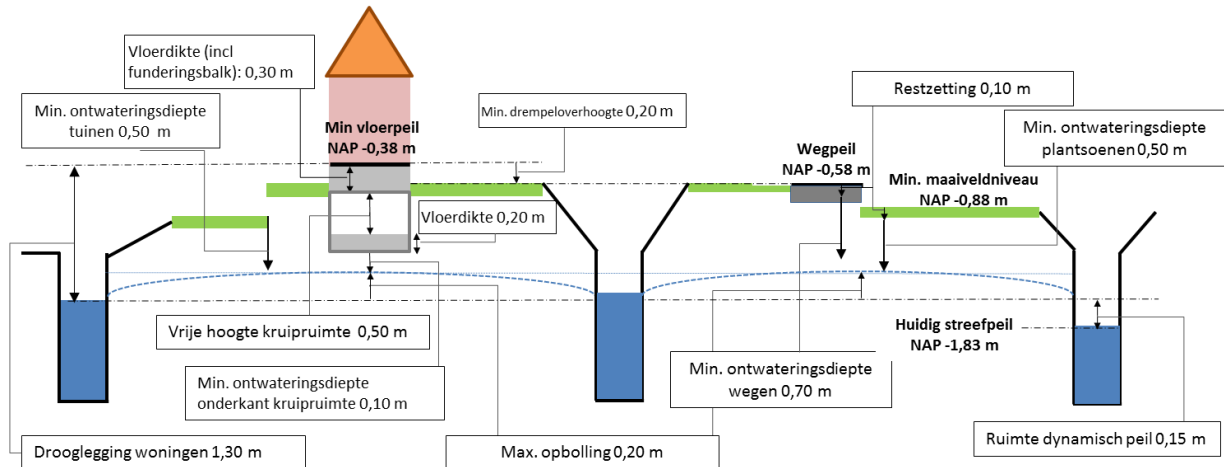 Vloerdikte (incl
funderingsbalk):
0,30 m
Min. ontwateringsdiepte
tuinen 0,50 m
Min vloerpeil
NAP -0,38 m
Min. drempeloverhoogte 0,20 m
Restzetting
0,10 m
Wegpeil
NAP -0,58 m
Min. ontwateringsdiepte
plantsoenen 0,50 m
Min. maaiveldniveau
NAP -0,88 m
Vloerdikte 0,20 m
Vrije hoogte kruipruimte 0,50 m
Huidig streefpeil
NAP -1,83 m
Min. ontwateringsdiepte
onderkant kruipruimte 0,10 m
Min. ontwateringsdiepte
wegen 0,70 m
Drooglegging woningen 1,30 m
Max. opbolling 0,20 m
Ruimte dynamisch peil 0,15 m